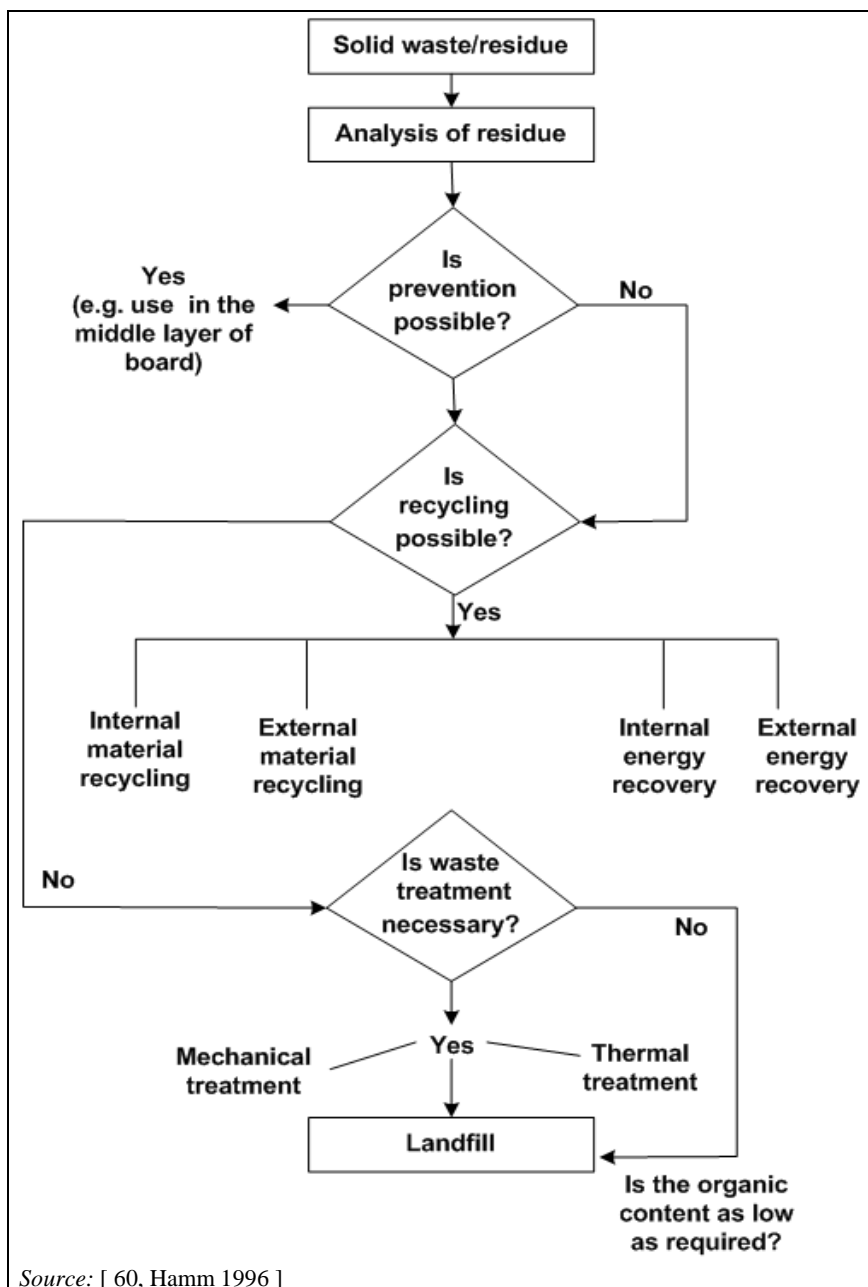 Solid waste/residue
Analysis of residue
Is
prevention
possible?
Yes
(e.g. use in the
middle layer of
board)
No
Is
recycling
possible?
Yes
Internal
material
recycling
External
material
recycling
Internal
energy
recovery
External
energy
recovery
No
Is waste
treatment
necessary?
No
Mechanical
treatment
Yes
Thermal
treatment
Landfill
Is the organic
content as low
as required?
Source: [ 60, Hamm 1996 ]